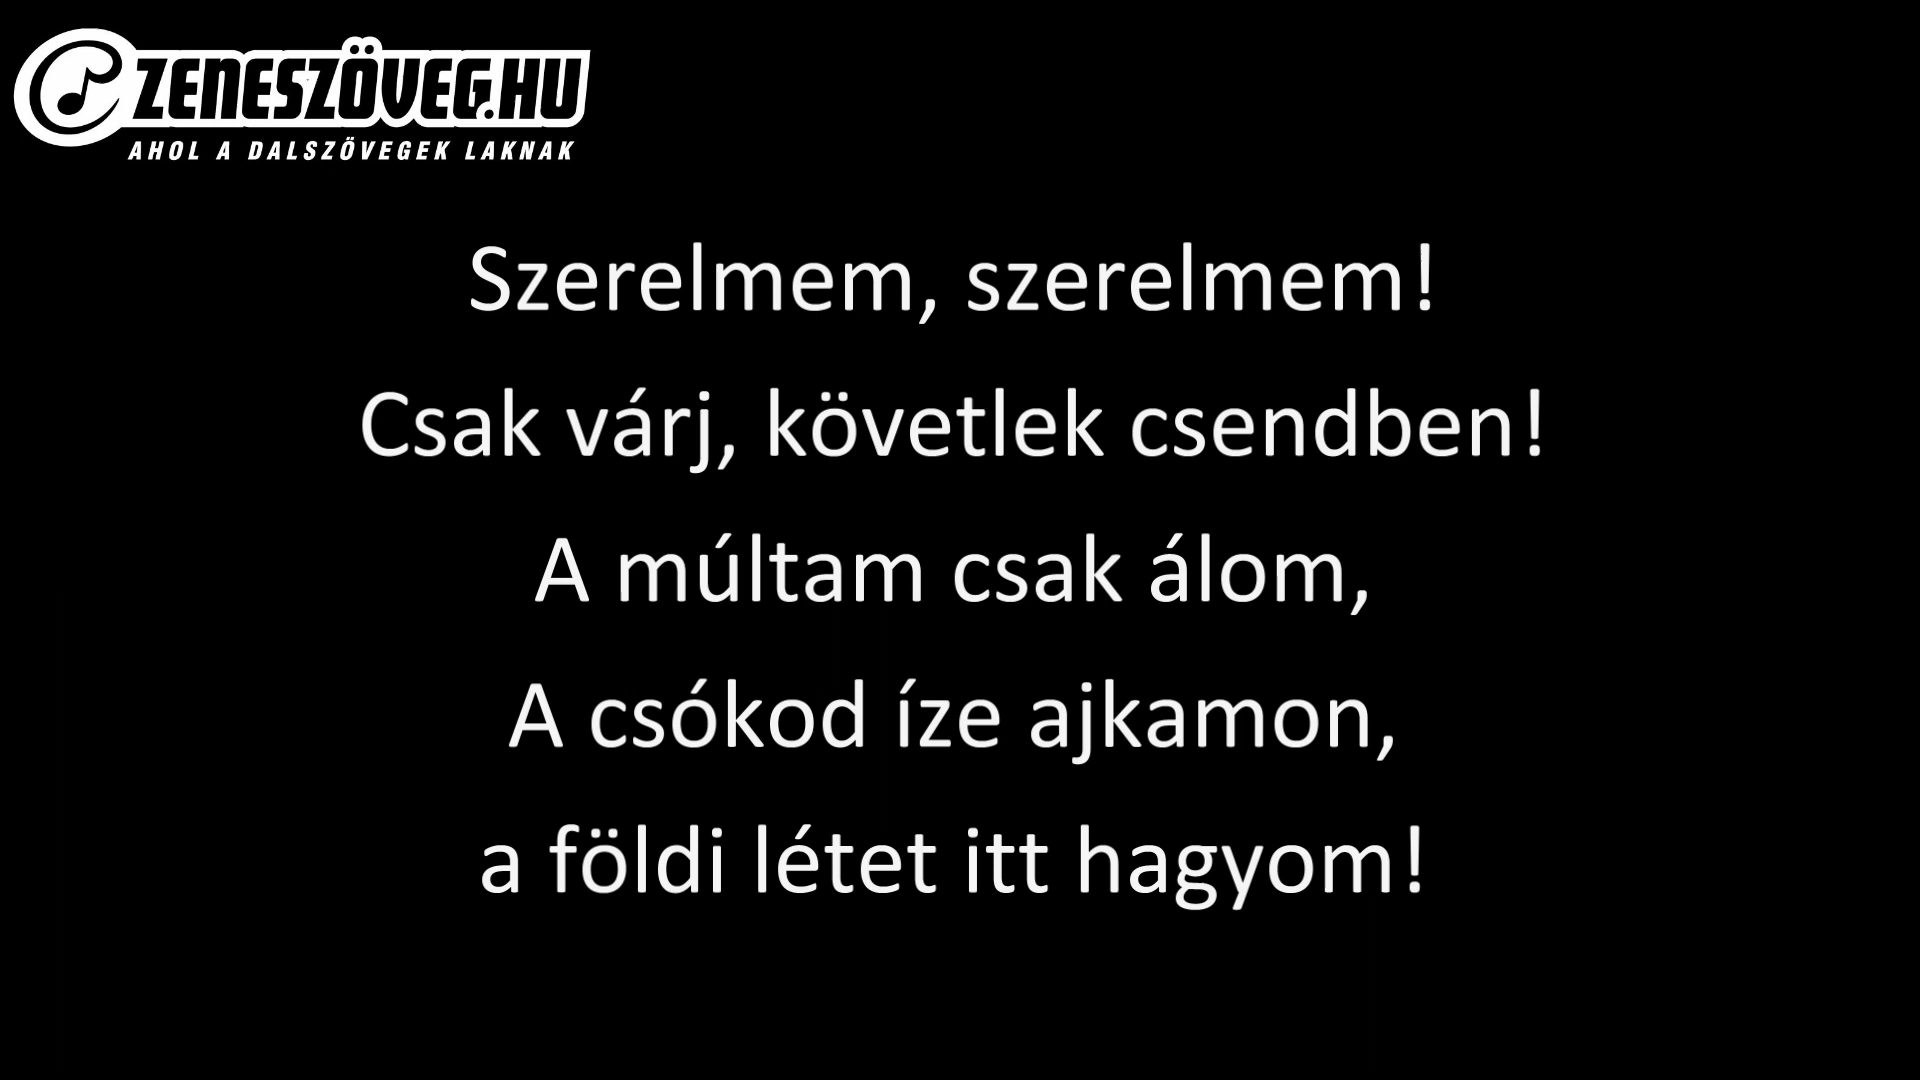 ZENESZÖVEG.HU
AHOL A DALSZÖVEGEK LAKNAK
Szerelmem, szerelmem!
Csak várj, követlek csendben!
A múltam csak álom,
A csókod íze ajkamon,
a földi létet itt hagyom!